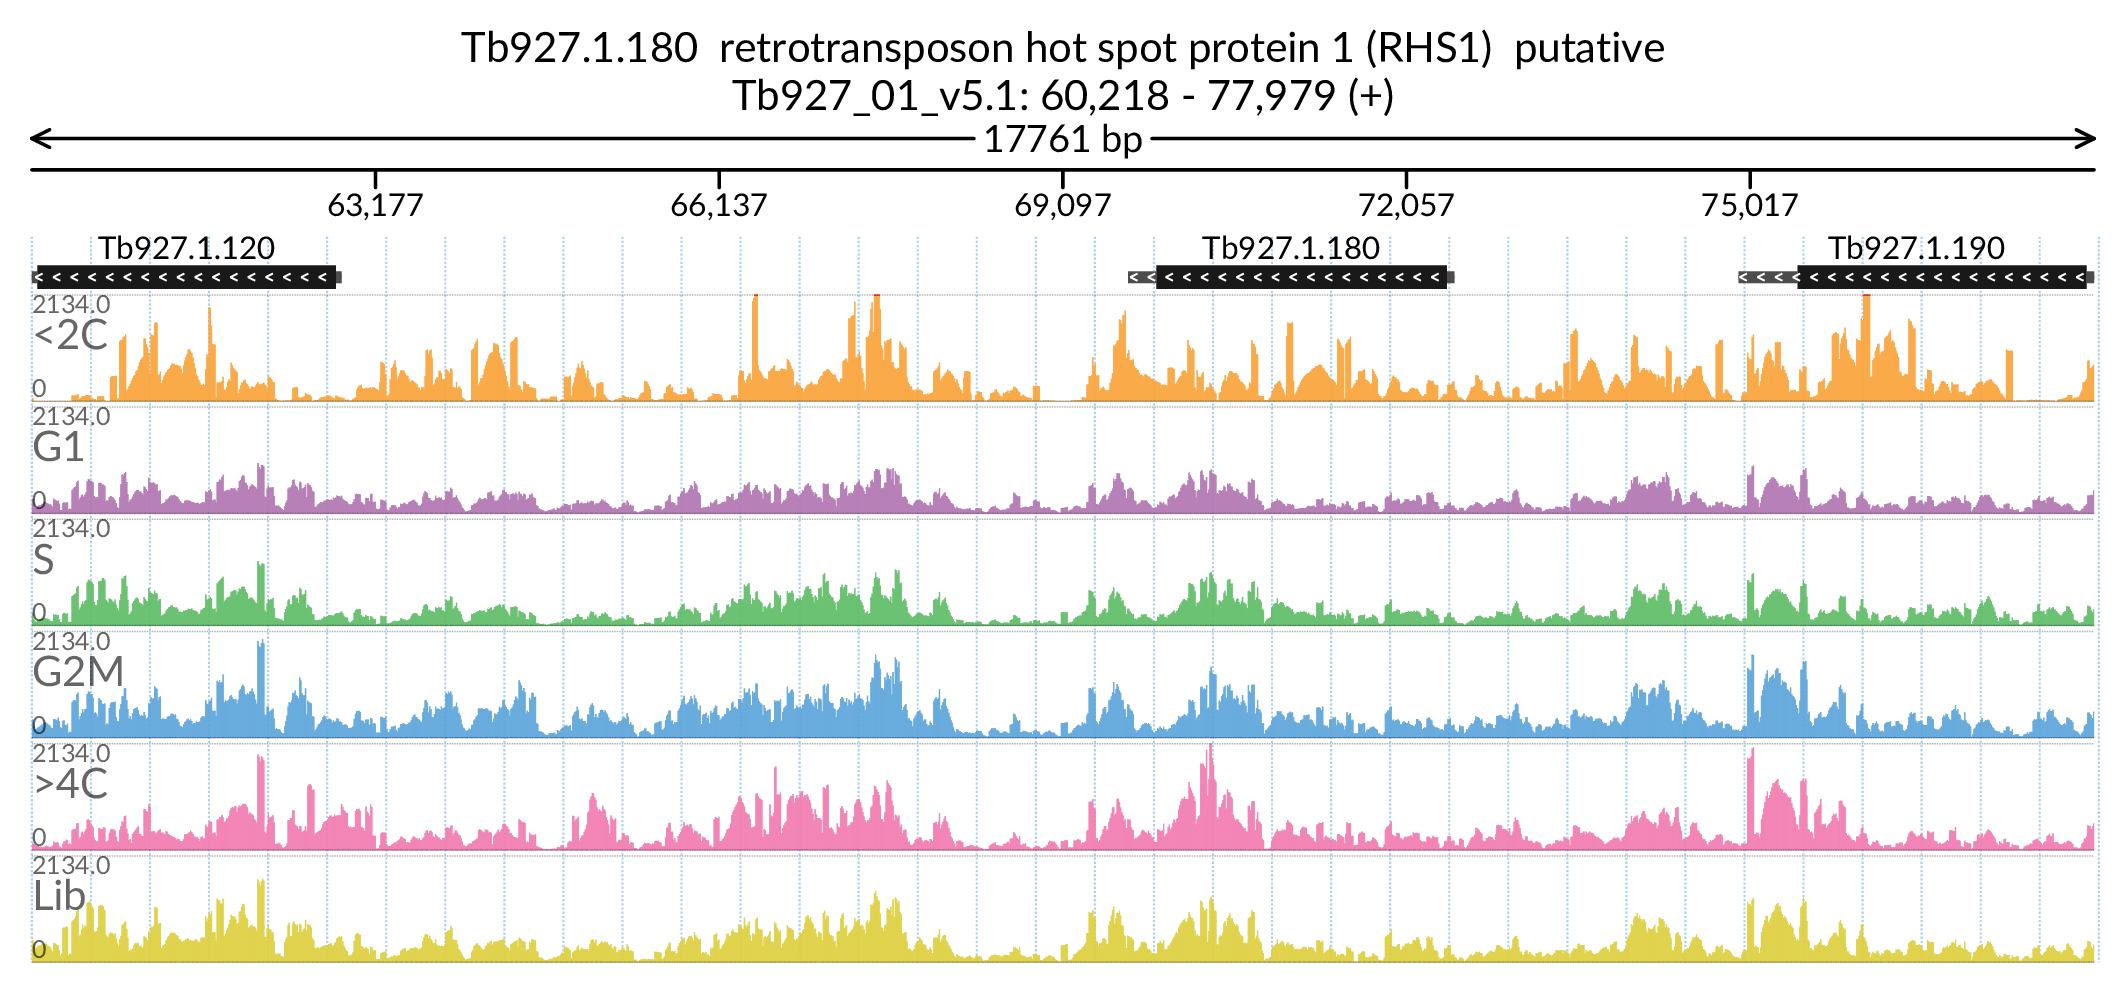 Tb927.1.180  retrotransposon hot spot protein 1 (RHS1)  putative
Tb927_01_v5.1: 60,218 - 77,979 (+)
17761 bp
63,177 66,137 69,097 72,057 75,017
Tb927.1.120 Tb927.1.180 Tb927.1.190
2134.0
<2C
0
2134.0
G1
0
2134.0
S
0
2134.0
G2M
0
2134.0
>4C
0
2134.0
Lib
0